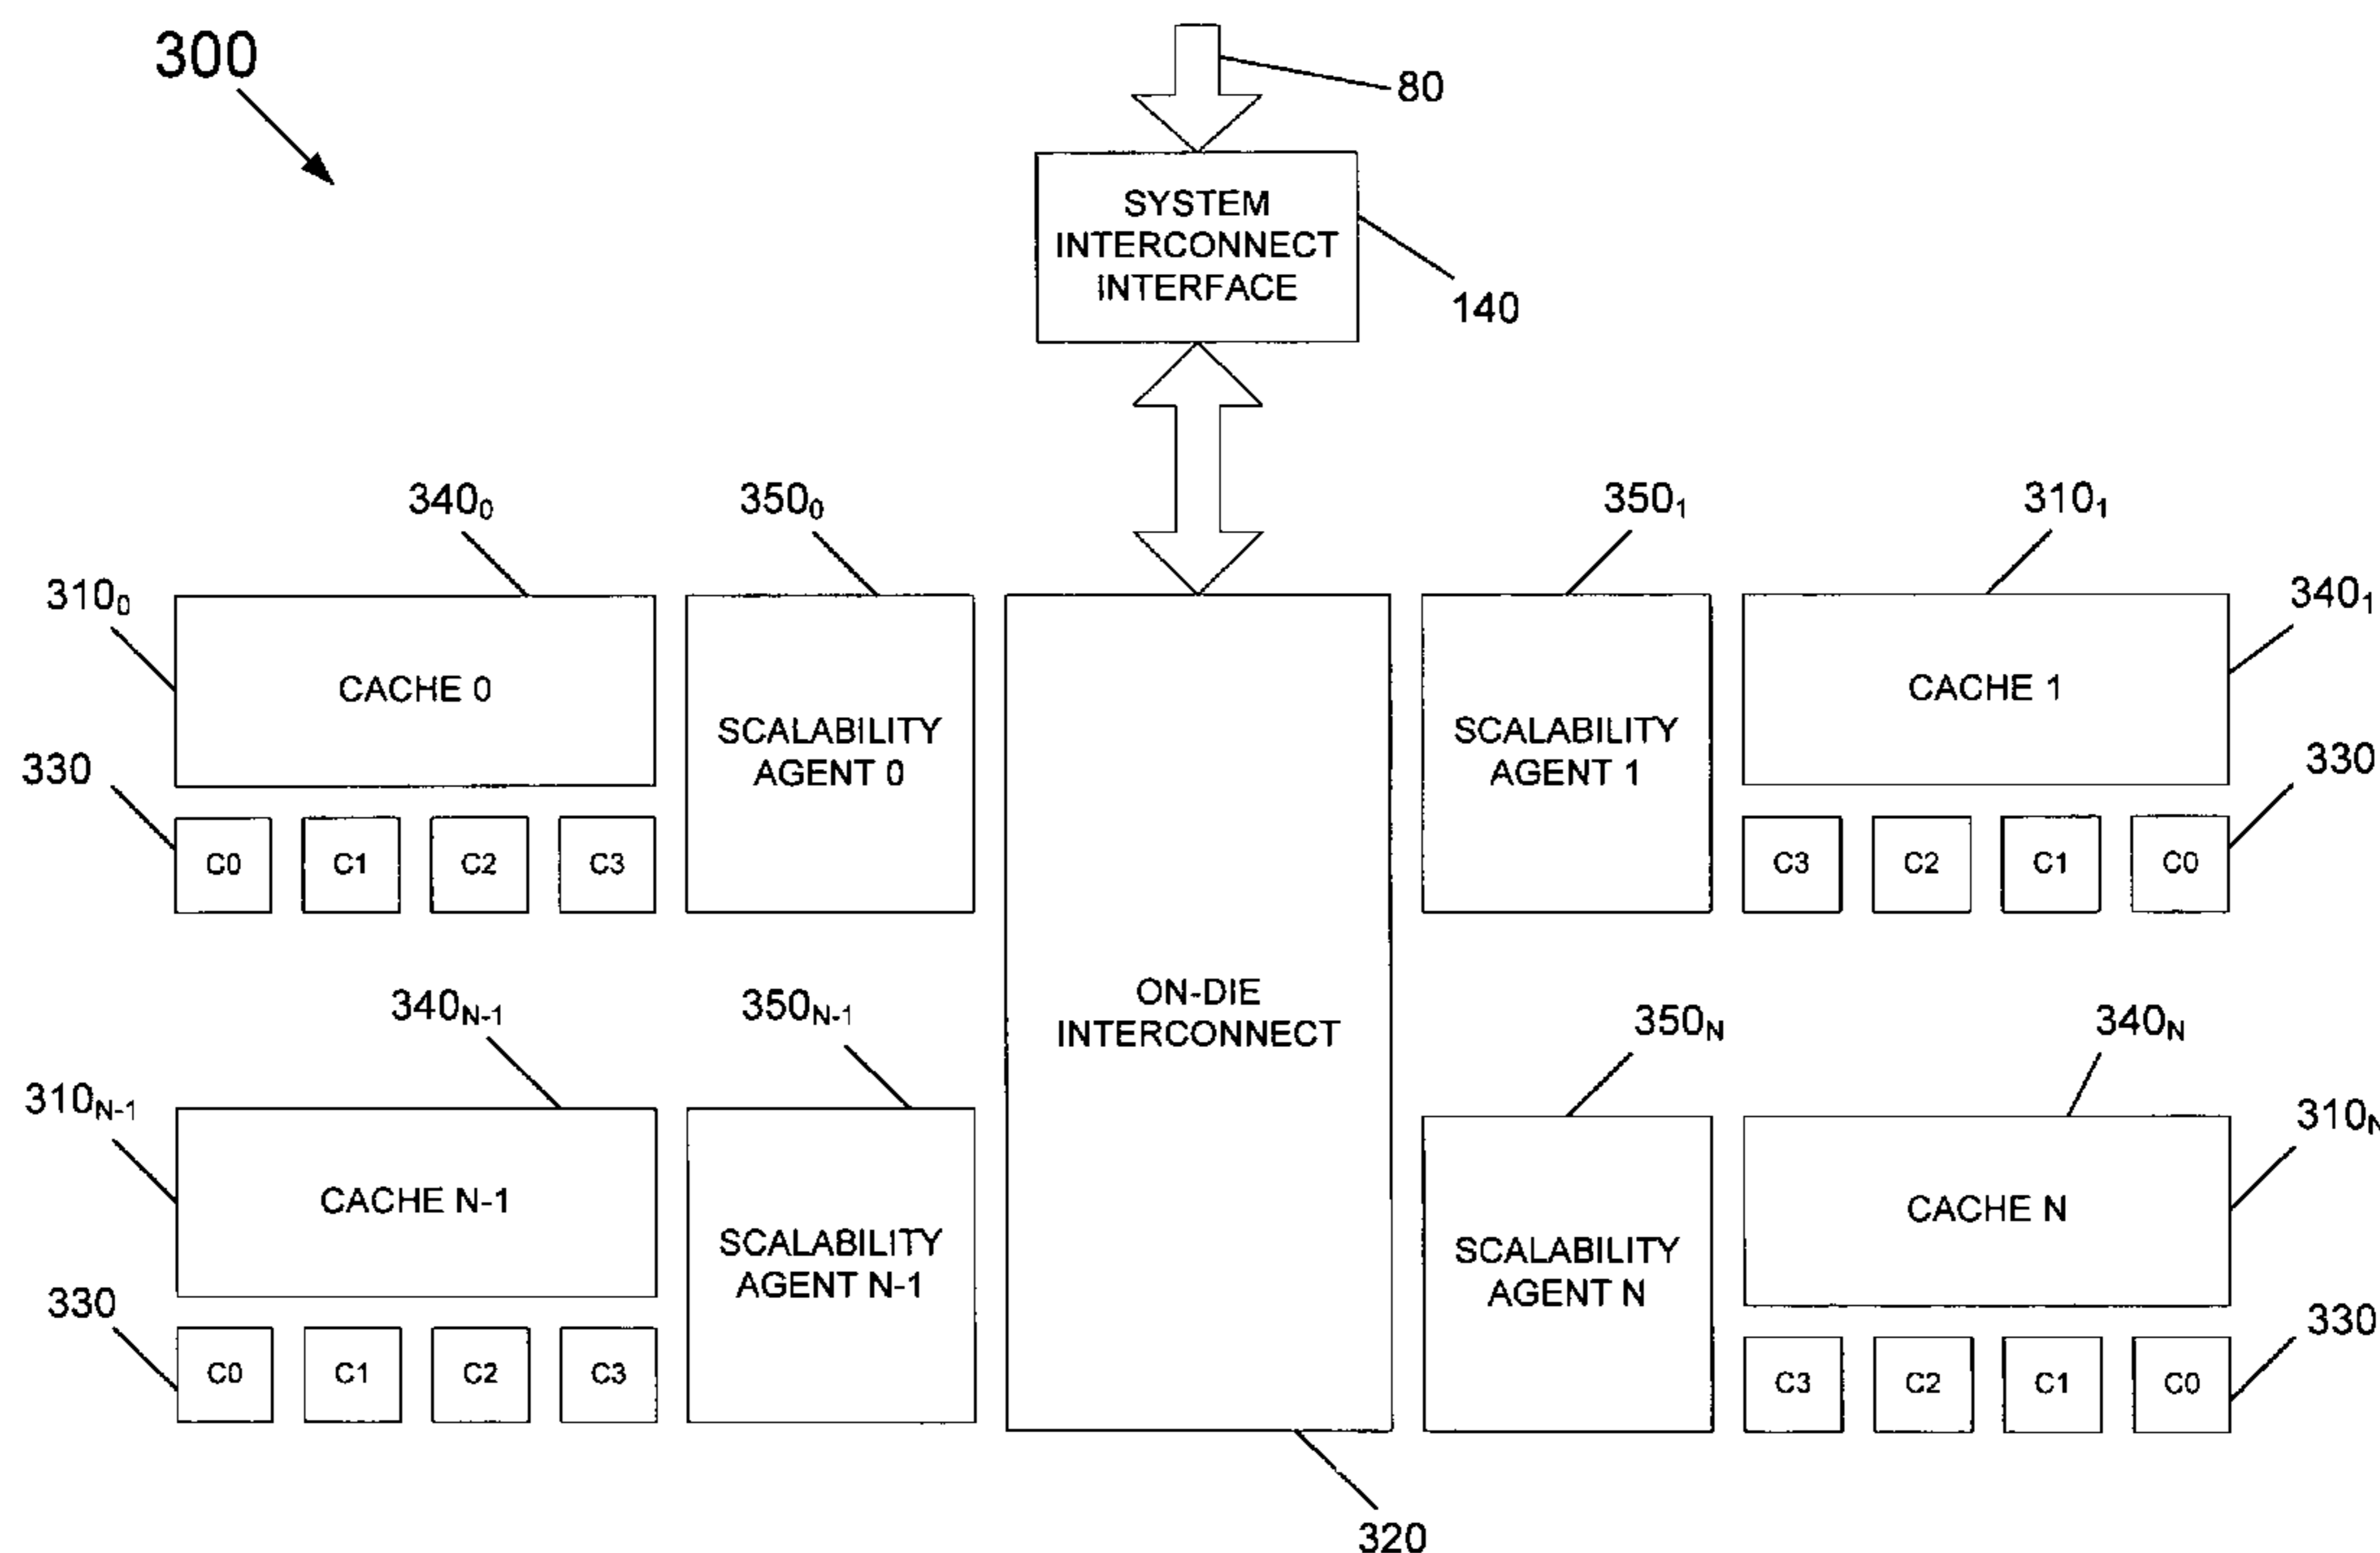 300
80
SYSTEM
INTERCONNECT
INTERFACE
140
340₀
350₀
350₁
310₁
310₀
340₁
CACHE 0
SCALABILITY
AGENT 0
SCALABILITY
AGENT 1
CACHE 1
330
330
C0
C1
C2
C3
C3
C2
C1
C0
ON-DIE
INTERCONNECT
340N-1
350N-1
350N
340N
310N-1
310N
CACHE N-1
SCALABILITY
AGENT N-1
SCALABILITY
AGENT N
CACHE N
330
330
C0
C1
C2
C3
C3
C2
C1
C0
320